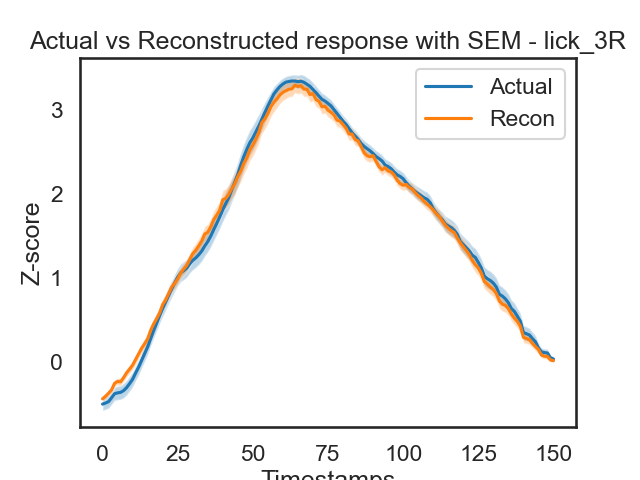 Actual vs Reconstructed response with SEM - lick_3R
Actual
Recon
Z-score
3
2
1
0
0 25 50 75 100 125 150
Timestamps